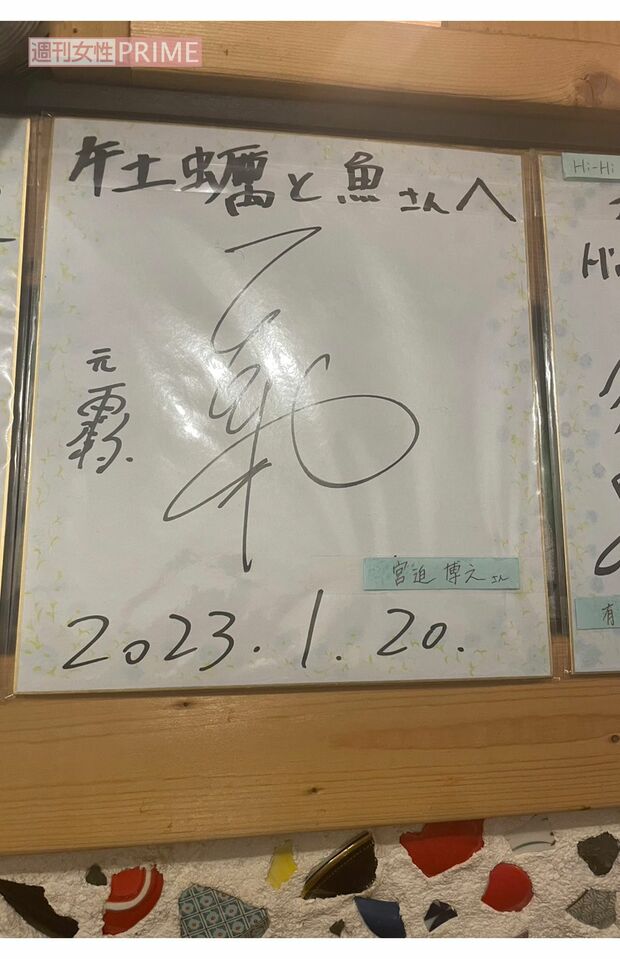 週刊女性PRIME
牡蠣と魚さんへ
元
宮迫 博之さん
2023.1.20.
Hi-Hi
有